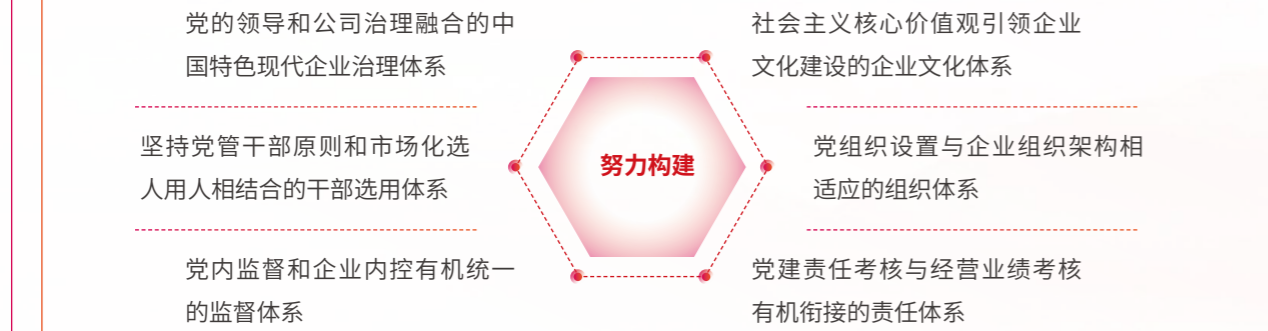 党的领导和公司治理融合的中
国特色现代企业治理体系
坚持党管干部原则和市场化选
人用人相结合的干部选用体系
党内监督和企业内控有机统一
的监督体系
努力构建
社会主义核心价值观引领企业
文化建设的企业文化体系
党组织设置与企业组织架构相
适应的组织体系
党建责任考核与经营业绩考核
有机衔接的责任体系